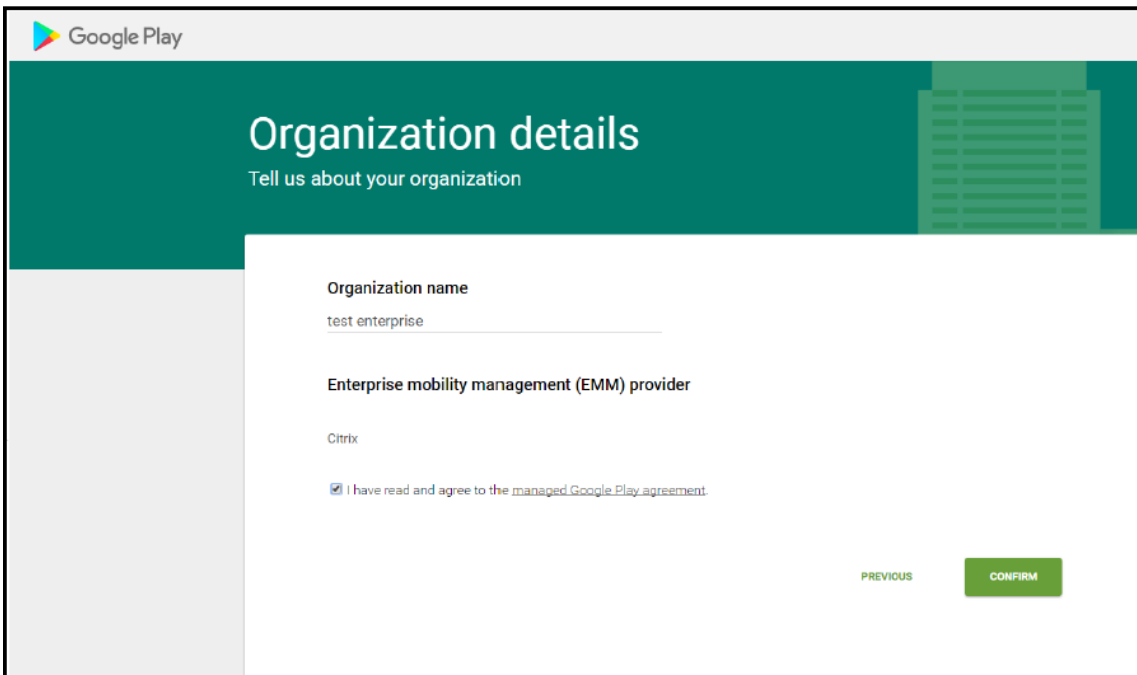 Google Play
Organization details
Tell us about your organization
Organization name
test enterprise
Enterprise mobility management (EMM) provider
Citrix
I have read and agree to the managed Google Play agreement.
PREVIOUS CONFIRM